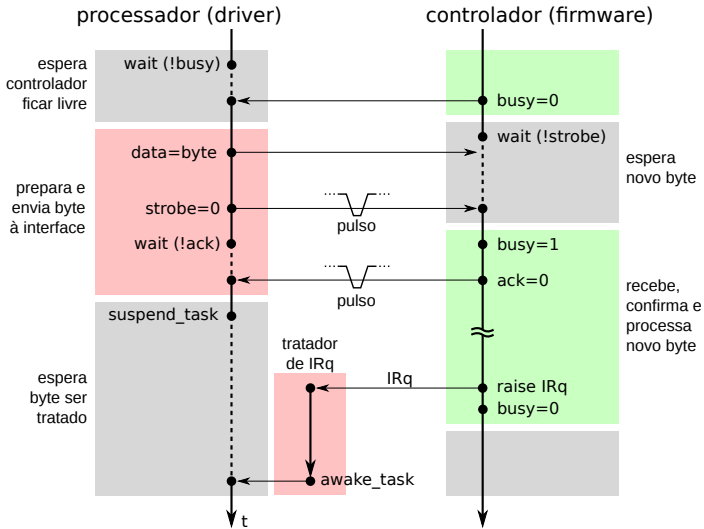 processador (driver)
controlador (firmware)
espera
controlador
ficar livre
wait (!busy)
busy=0
wait (!strobe)
espera
novo byte
data=byte
prepara e
envia byte
à interface
strobe=0
pulso
wait (!ack)
busy=1
ack=0
pulso
recebe,
confirma e
processa
novo byte
suspend_task
tratador
de IRq
espera
byte ser
tratado
IRq
raise IRq
busy=0
awake_task
t